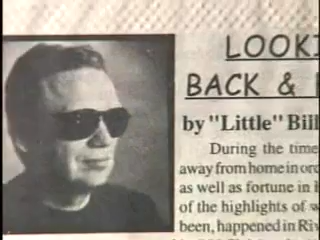 LOOKI
BACK &
by "Little" Bill
During the time
away from home in orc
as well as fortune in
of the highlights of w
been, happened in Riv